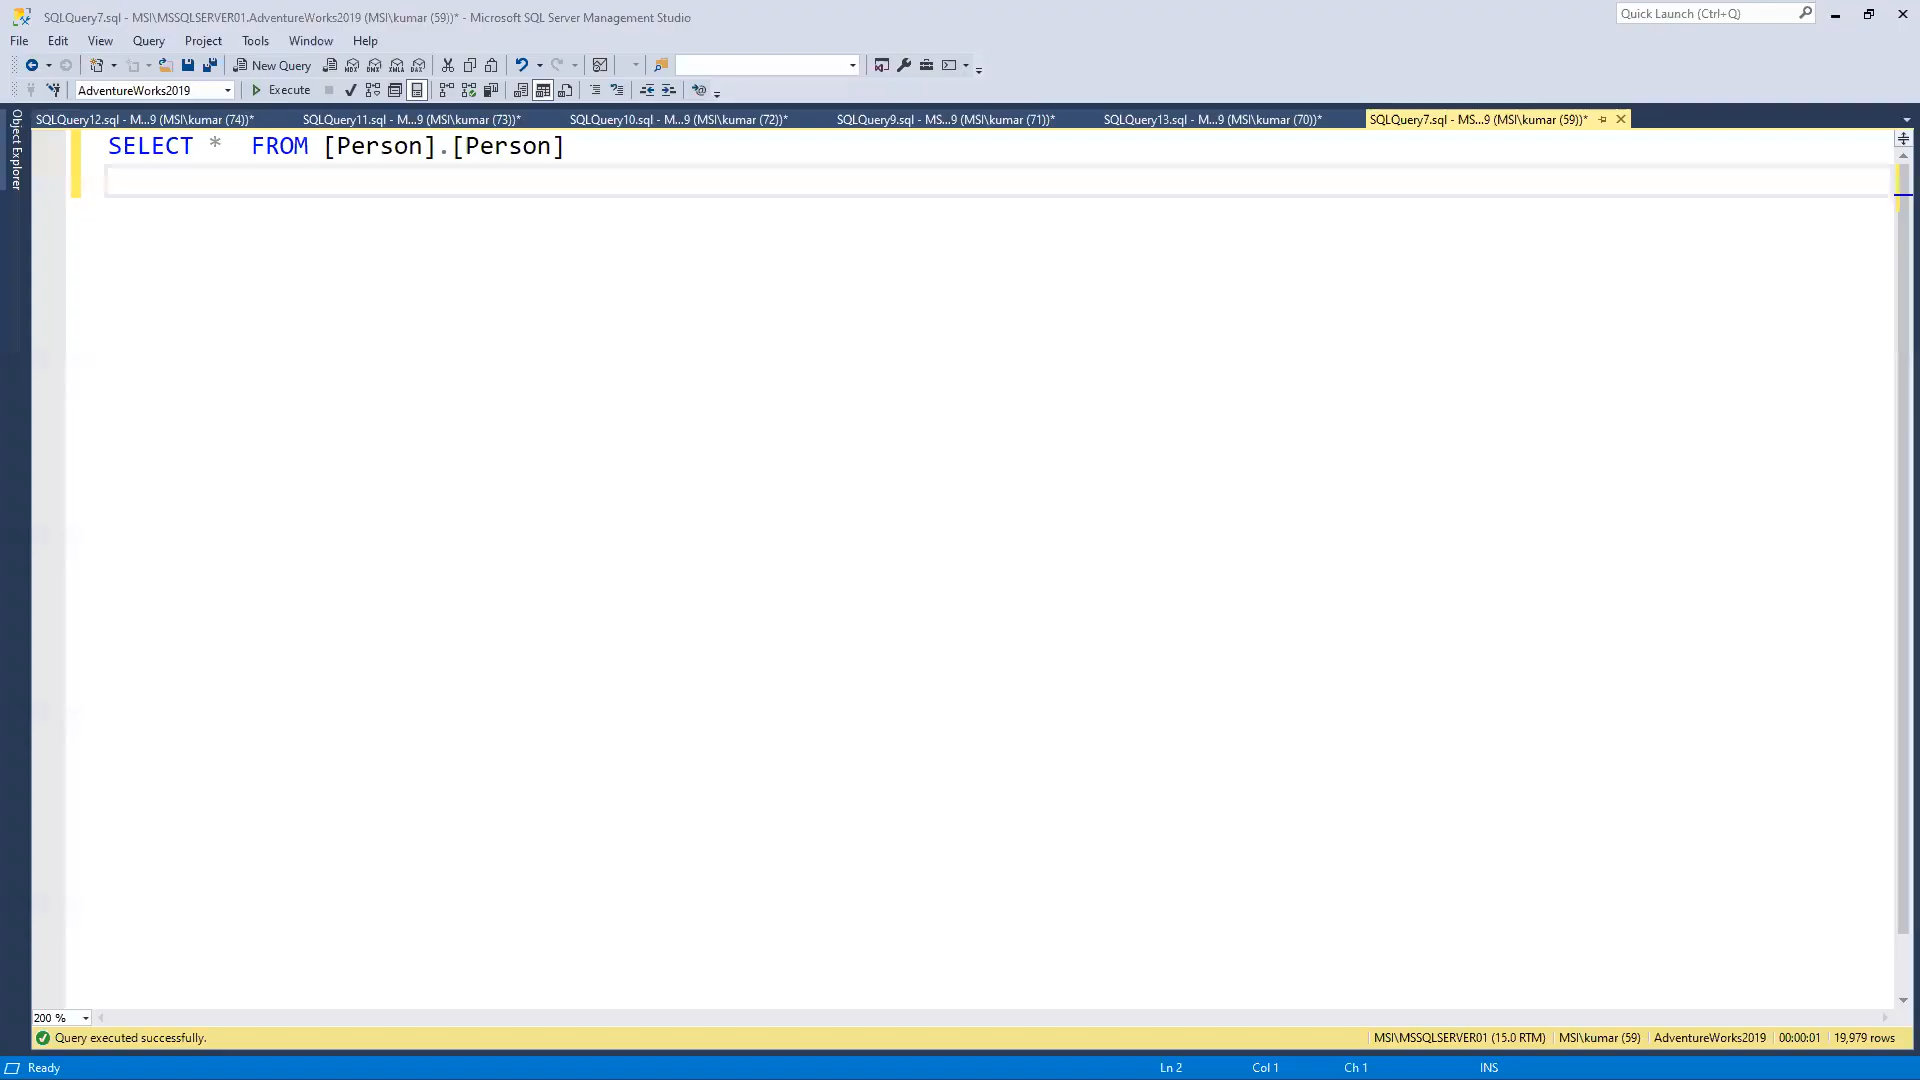 SQLQuery7.sql - MSI\MSSQLSERVER01.AdventureWorks2019 (MSI\kumar (59))* - Microsoft SQL Server Management Studio
Quick Launch (Ctrl+Q)
File Edit View Query Project Tools Window Help
New Query
AdventureWorks2019 Execute
Object Explorer
SQLQuery12.sql - M...9 (MSI\kumar (74))* SQLQuery11.sql - M...9 (MSI\kumar (73))* SQLQuery10.sql - M...9 (MSI\kumar (72))* SQLQuery9.sql - MS...9 (MSI\kumar (71))* SQLQuery13.sql - M...9 (MSI\kumar (70))* SQLQuery7.sql - MS...9 (MSI\kumar (59))*
SELECT *  FROM [Person].[Person]
200 %
Query executed successfully. MSI\MSSQLSERVER01 (15.0 RTM) MSI\kumar (59) AdventureWorks2019 00:00:01 19,979 rows
Ready Ln 2 Col 1 Ch 1 INS